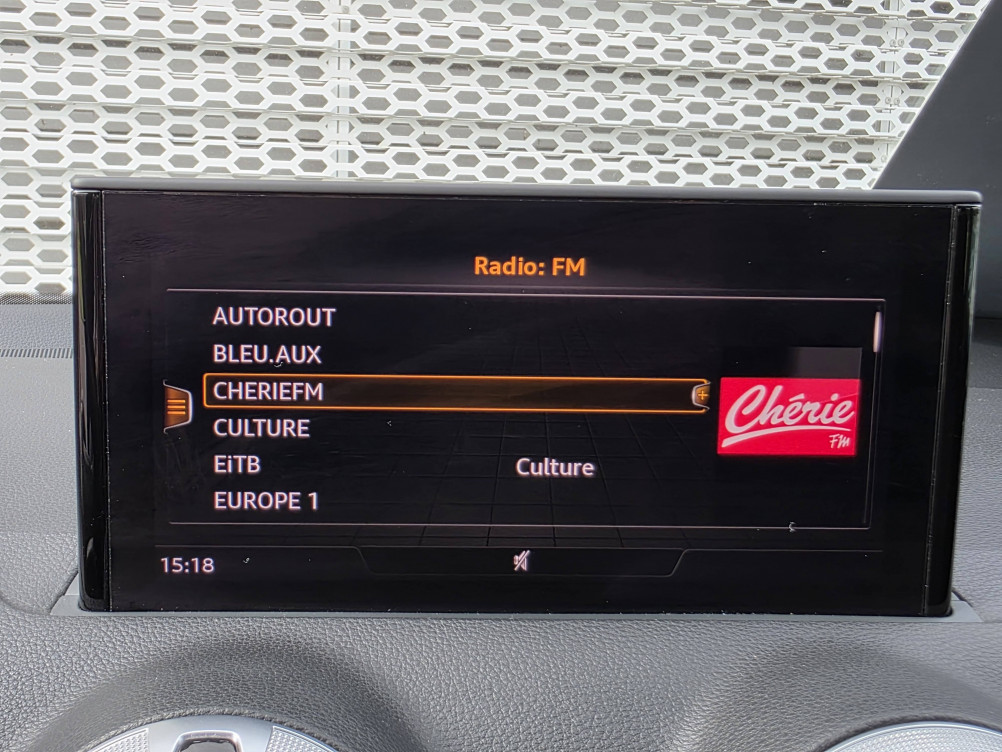 Radio: FM
AUTOROUT
BLEU.AUX
CHERIEFM
CULTURE
EiTB Culture
EUROPE 1
Chérie
FM
15:18